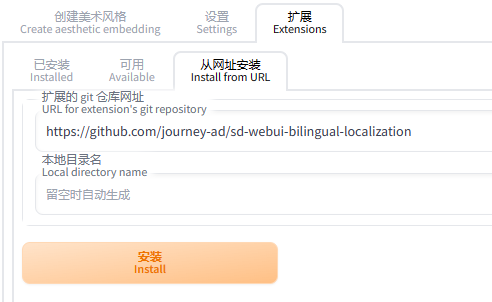 创建美术风格
Create aesthetic embedding
设置
Settings
扩展
Extensions
已安装
Installed
可用
Available
从网址安装
Install from URL
扩展的 git 仓库网址
URL for extension's git repository
https://github.com/journey-ad/sd-webui-bilingual-localization
本地目录名
Local directory name
留空时自动生成
安装
Install